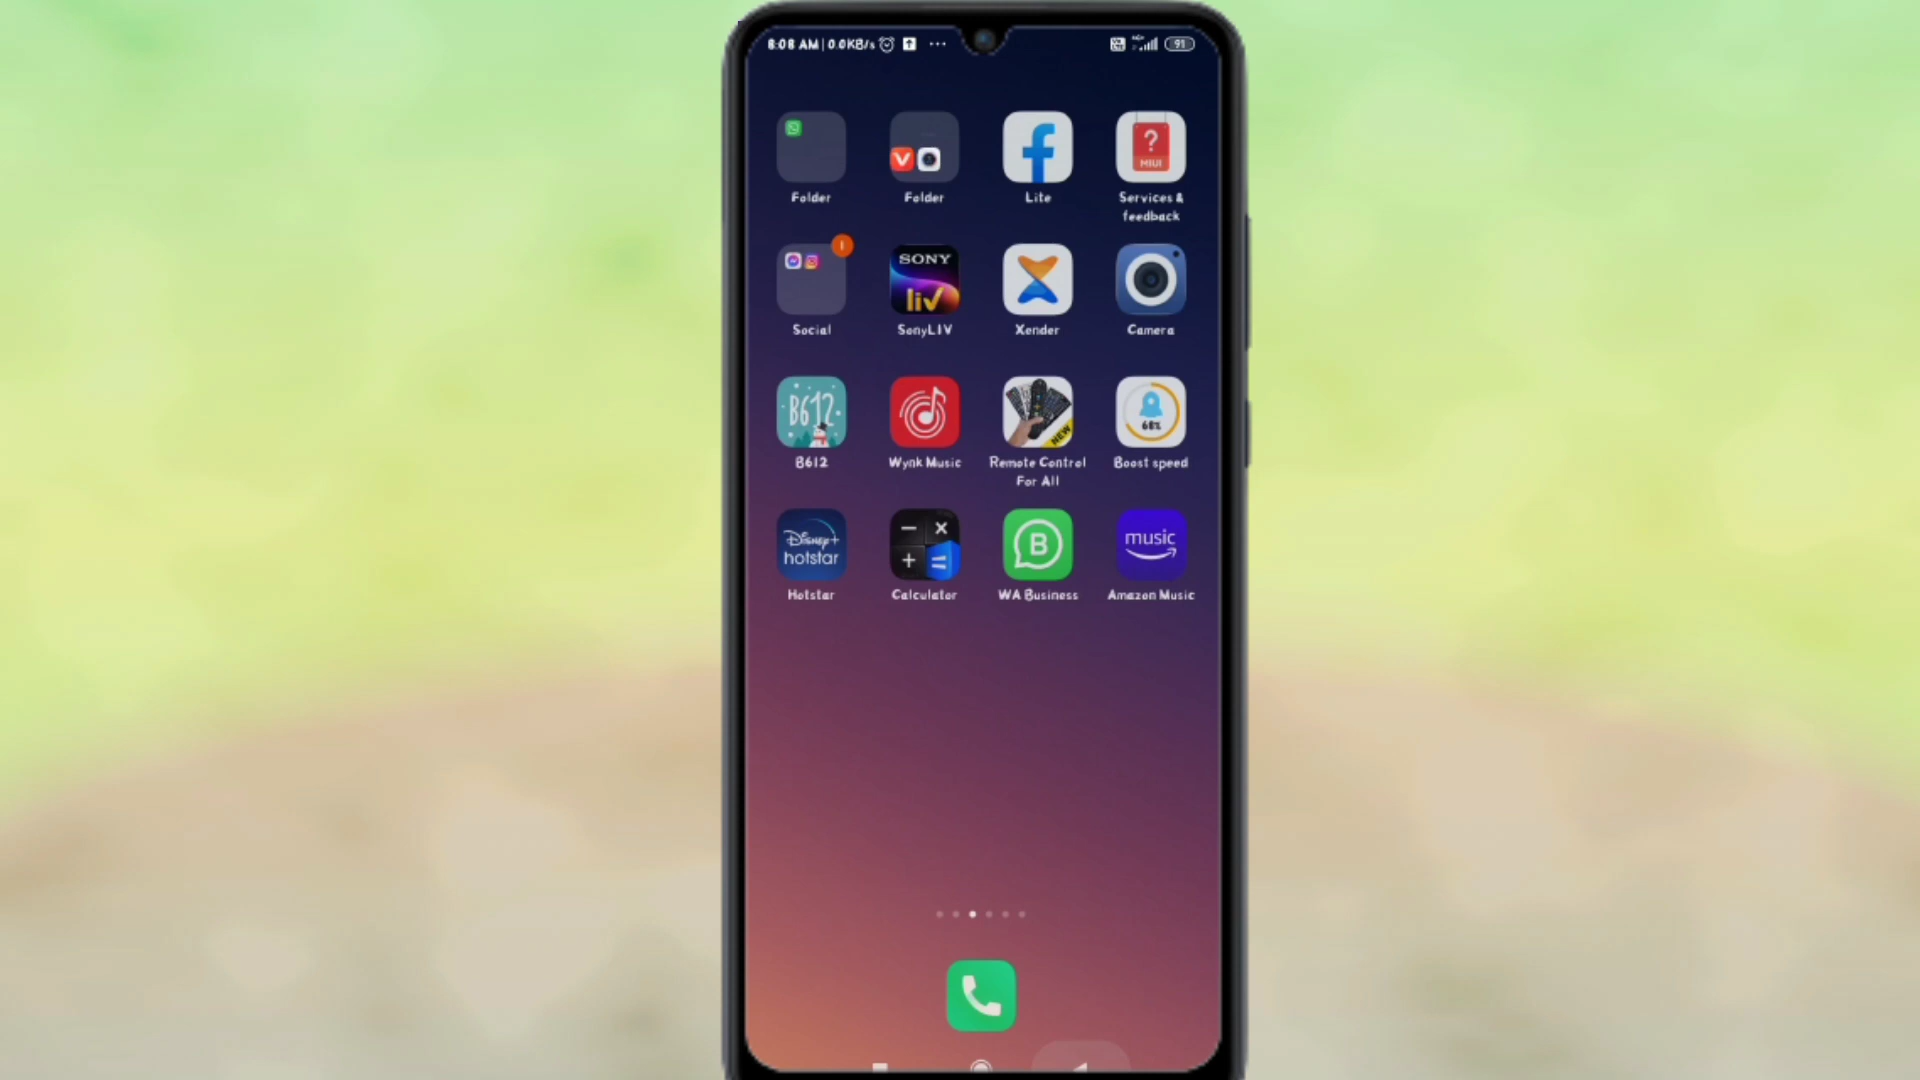 8:08 AM | 0.0KB/s ... 91
Folder Folder Lite Services &
feedback
? MIUI
SONY
liv
Social SonyLIV Xender Camera
B612 NEW 68%
B612 Wynk Music Remote Control Boost speed
For All
Disney+
hotstar B music
Hotstar Calculator WA Business Amazon Music